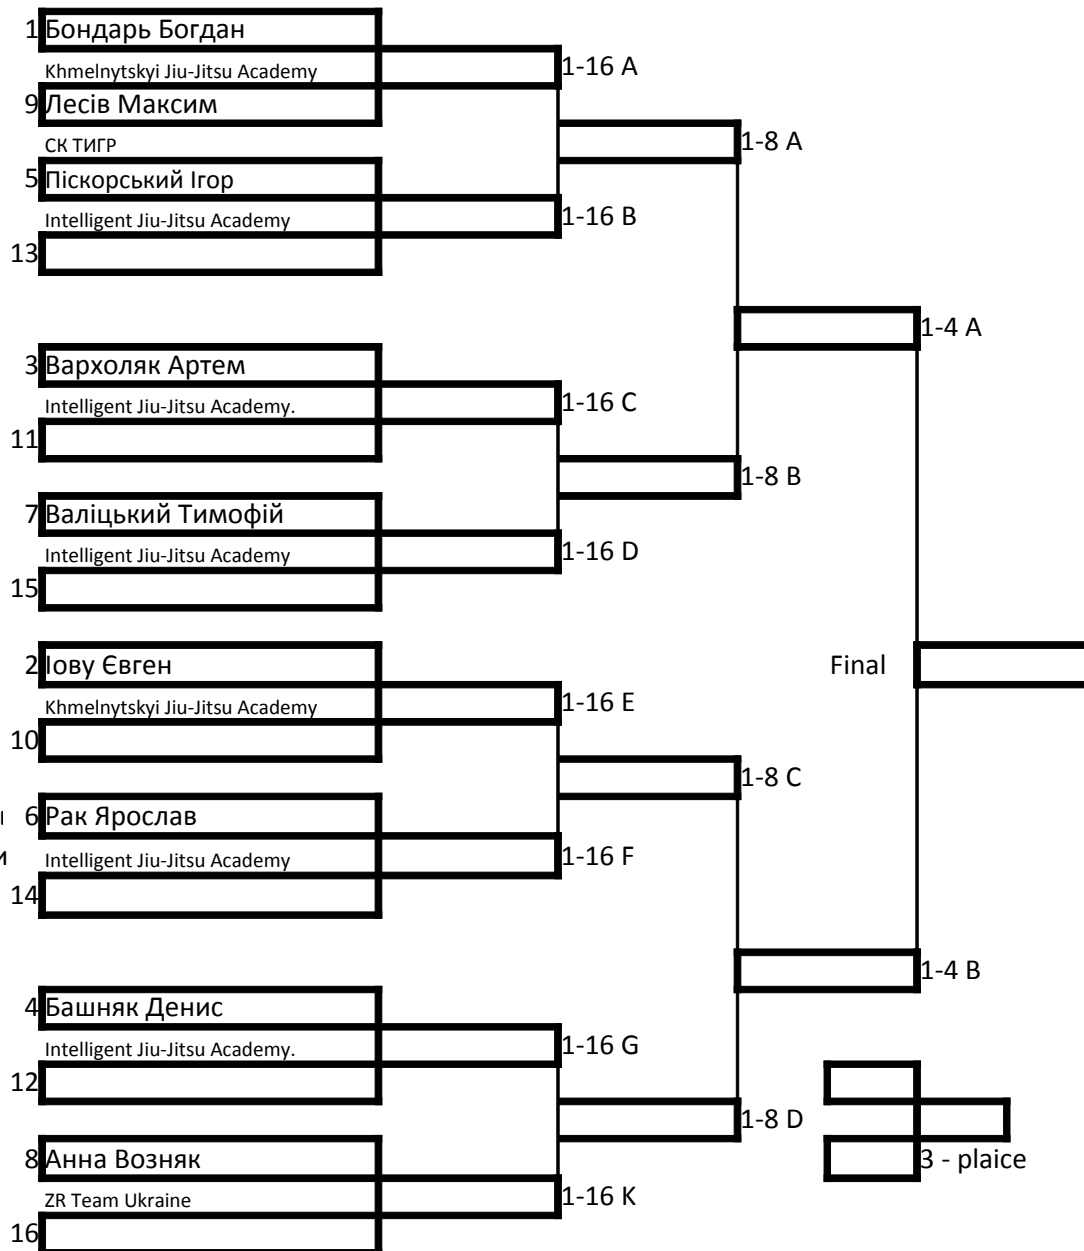 1 Бондарь Богдан
Khmelnytskyi Jiu-Jitsu Academy
1-16 A
9 Лесів Максим
СК ТИГР
1-8 A
5 Піскорський Ігор
Intelligent Jiu-Jitsu Academy
1-16 B
13
1-4 A
3 Вархоляк Артем
Intelligent Jiu-Jitsu Academy.
1-16 C
11
1-8 B
7 Валіцький Тимофій
Intelligent Jiu-Jitsu Academy
1-16 D
15
2 Іову Євген
Final
Khmelnytskyi Jiu-Jitsu Academy
1-16 E
10
1-8 C
6 Рак Ярослав
Intelligent Jiu-Jitsu Academy
1-16 F
14
1-4 B
4 Башняк Денис
Intelligent Jiu-Jitsu Academy.
1-16 G
12
1-8 D
8 Анна Возняк
3 - plaice
ZR Team Ukraine
1-16 K
16